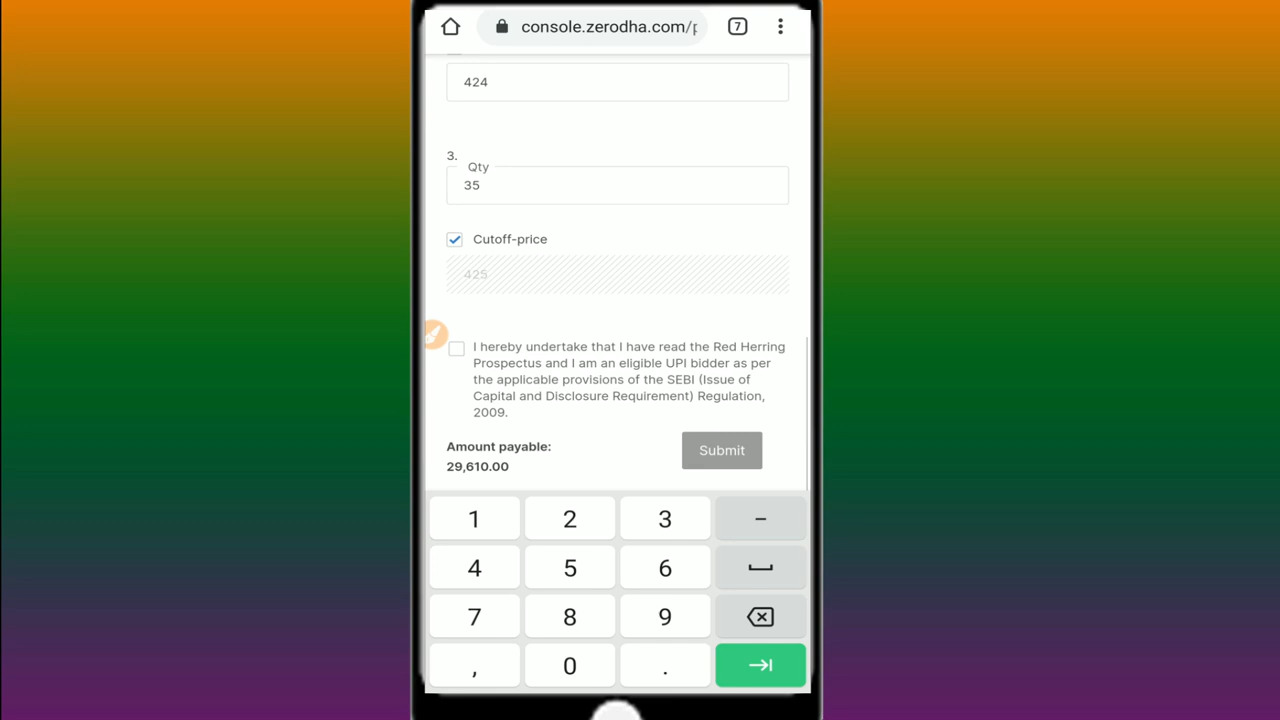 console.zerodha.com/p
7
424
3.
Qty
35
Cutoff-price
425
I hereby undertake that I have read the Red Herring
Prospectus and I am an eligible UPI bidder as per
the applicable provisions of the SEBI (Issue of
Capital and Disclosure Requirement) Regulation,
2009.
Amount payable:
29,610.00
Submit
1 2 3 –
4 5 6
7 8 9
, 0 .